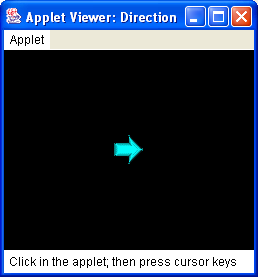 Applet Viewer: Direction
Applet
Click in the applet; then press cursor keys